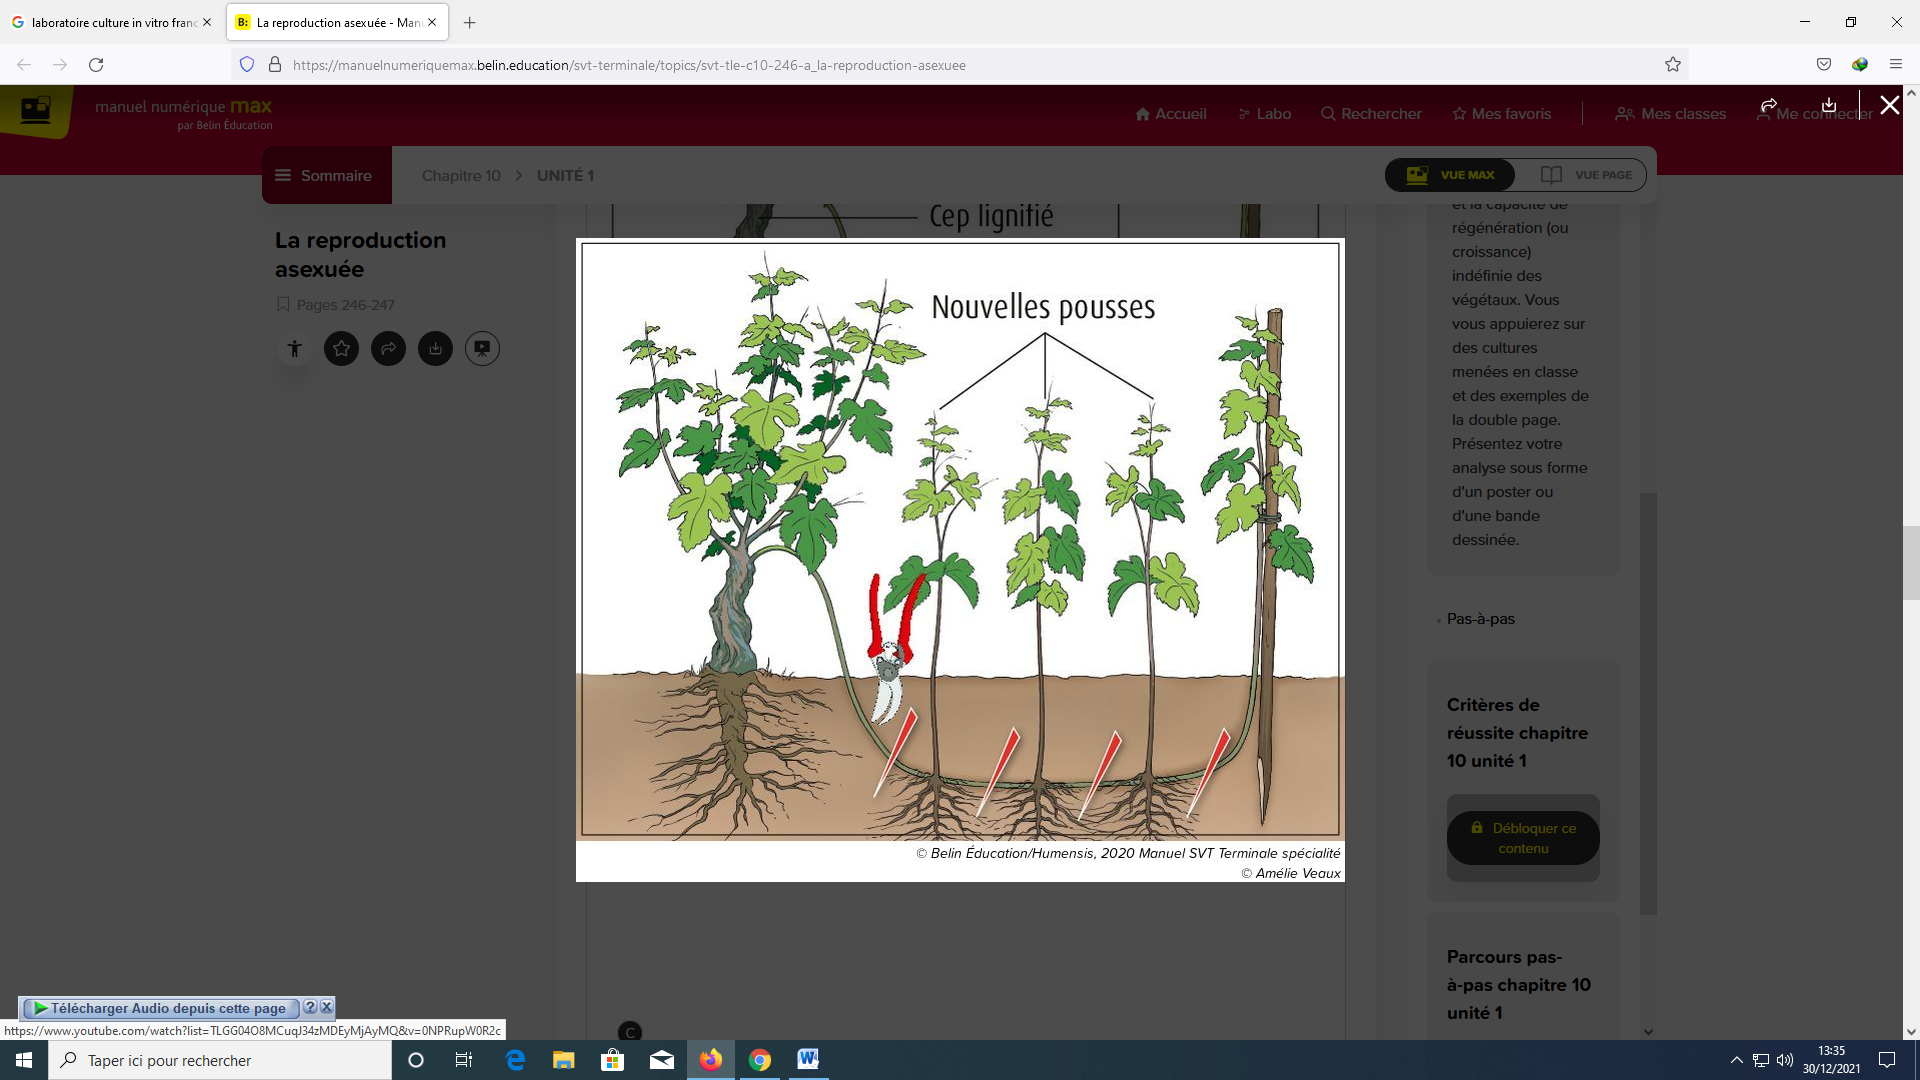 laboratoire culture in vitro franc
La reproduction asexuée - Manu
https://manuelnumeriquemax.belin.education/svt-terminale/topics/svt-tle-c10-246-a_la-reproduction-asexuee
manuel numérique max
par Belin Éducation
Accueil
Labo
Rechercher
Mes favoris
Mes classes
Me connecter
Sommaire
Chapitre 10 > UNITÉ 1
VUE MAX
VUE PAGE
La reproduction
asexuée
Pages 246-247
Cep lignifié
Nouvelles pousses
© Belin Éducation/Humensis, 2020 Manuel SVT Terminale spécialité
© Amélie Veaux
C
et la capacité de
régénération (ou
croissance)
indéfinie des
végétaux. Vous
vous appuierez sur
des cultures
menées en classe
et des exemples de
la double page.
Présentez votre
analyse sous forme
d'un poster ou
d'une bande
dessinée.
Pas-à-pas
Critères de
réussite chapitre
10 unité 1
Débloquer ce
contenu
Parcours pas-
à-pas chapitre 10
unité 1
Télécharger Audio depuis cette page
https://www.youtube.com/watch?list=TLGG04O8MCuqJ34zMDEyMjAyMQ&v=0NPRupW0R2c
Taper ici pour rechercher
13:35
30/12/2021